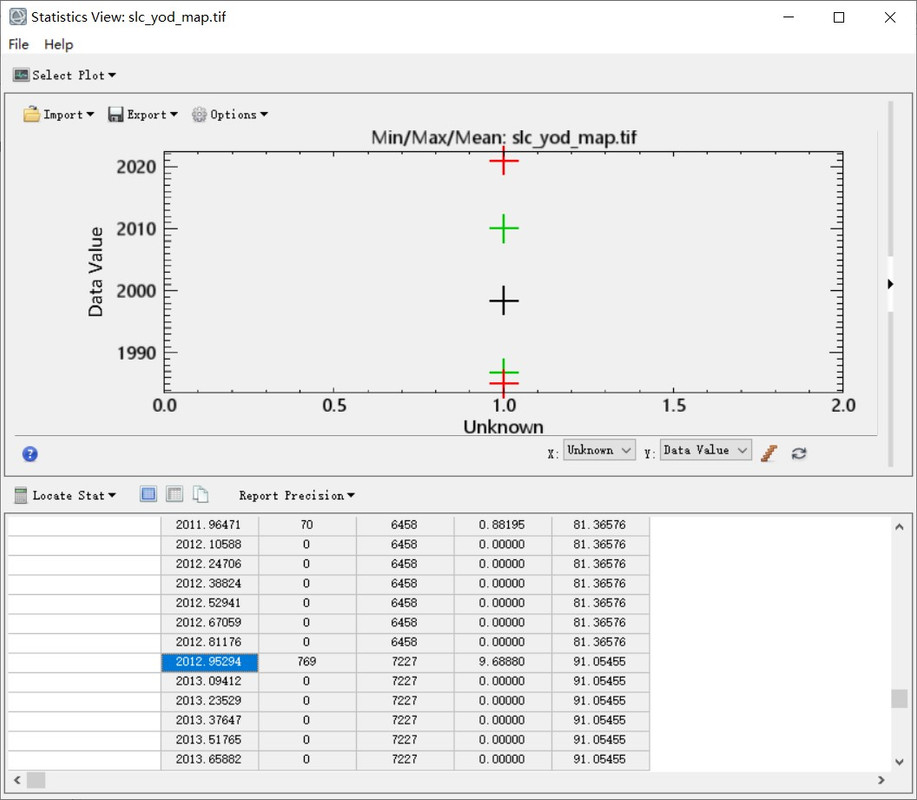 Statistics View: slc_yod_map.tif
File Help
Select Plot
Import Export Options
Min/Max/Mean: slc_yod_map.tif
Data Value
2020
2010
2000
1990
0.0 0.5 1.0 1.5 2.0
Unknown
X: Unknown Y: Data Value
Locate Stat Report Precision
2011.96471 70 6458 0.88195 81.36576
2012.10588 0 6458 0.00000 81.36576
2012.24706 0 6458 0.00000 81.36576
2012.38824 0 6458 0.00000 81.36576
2012.52941 0 6458 0.00000 81.36576
2012.67059 0 6458 0.00000 81.36576
2012.81176 0 6458 0.00000 81.36576
2012.95294 769 7227 9.68880 91.05455
2013.09412 0 7227 0.00000 91.05455
2013.23529 0 7227 0.00000 91.05455
2013.37647 0 7227 0.00000 91.05455
2013.51765 0 7227 0.00000 91.05455
2013.65882 0 7227 0.00000 91.05455